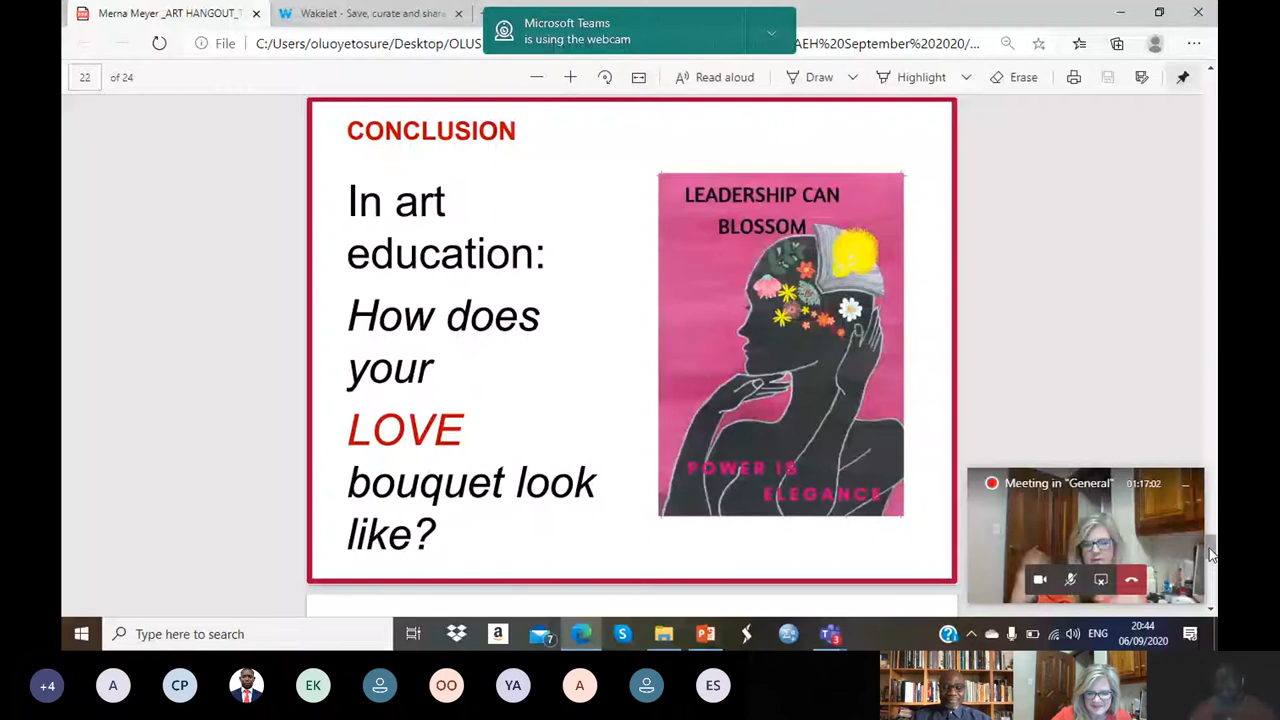 Merna Meyer _ART HANGOUT_T
Wakelet - Save, curate and share
Microsoft Teams
is using the webcam
File
C:/Users/oluoyetosure/Desktop/OLUS
AEH%20September%202020/...
22 of 24
Read aloud
Draw
Highlight
Erase
CONCLUSION
In art
education:
How does
your
LOVE
bouquet look
like?
LEADERSHIP CAN
BLOSSOM
POWER IS
ELEGANCE
Meeting in "General"
01:17:02
Type here to search
a
7
3
ENG
20:44
06/09/2020
+4
A
CP
EK
OO
YA
A
ES